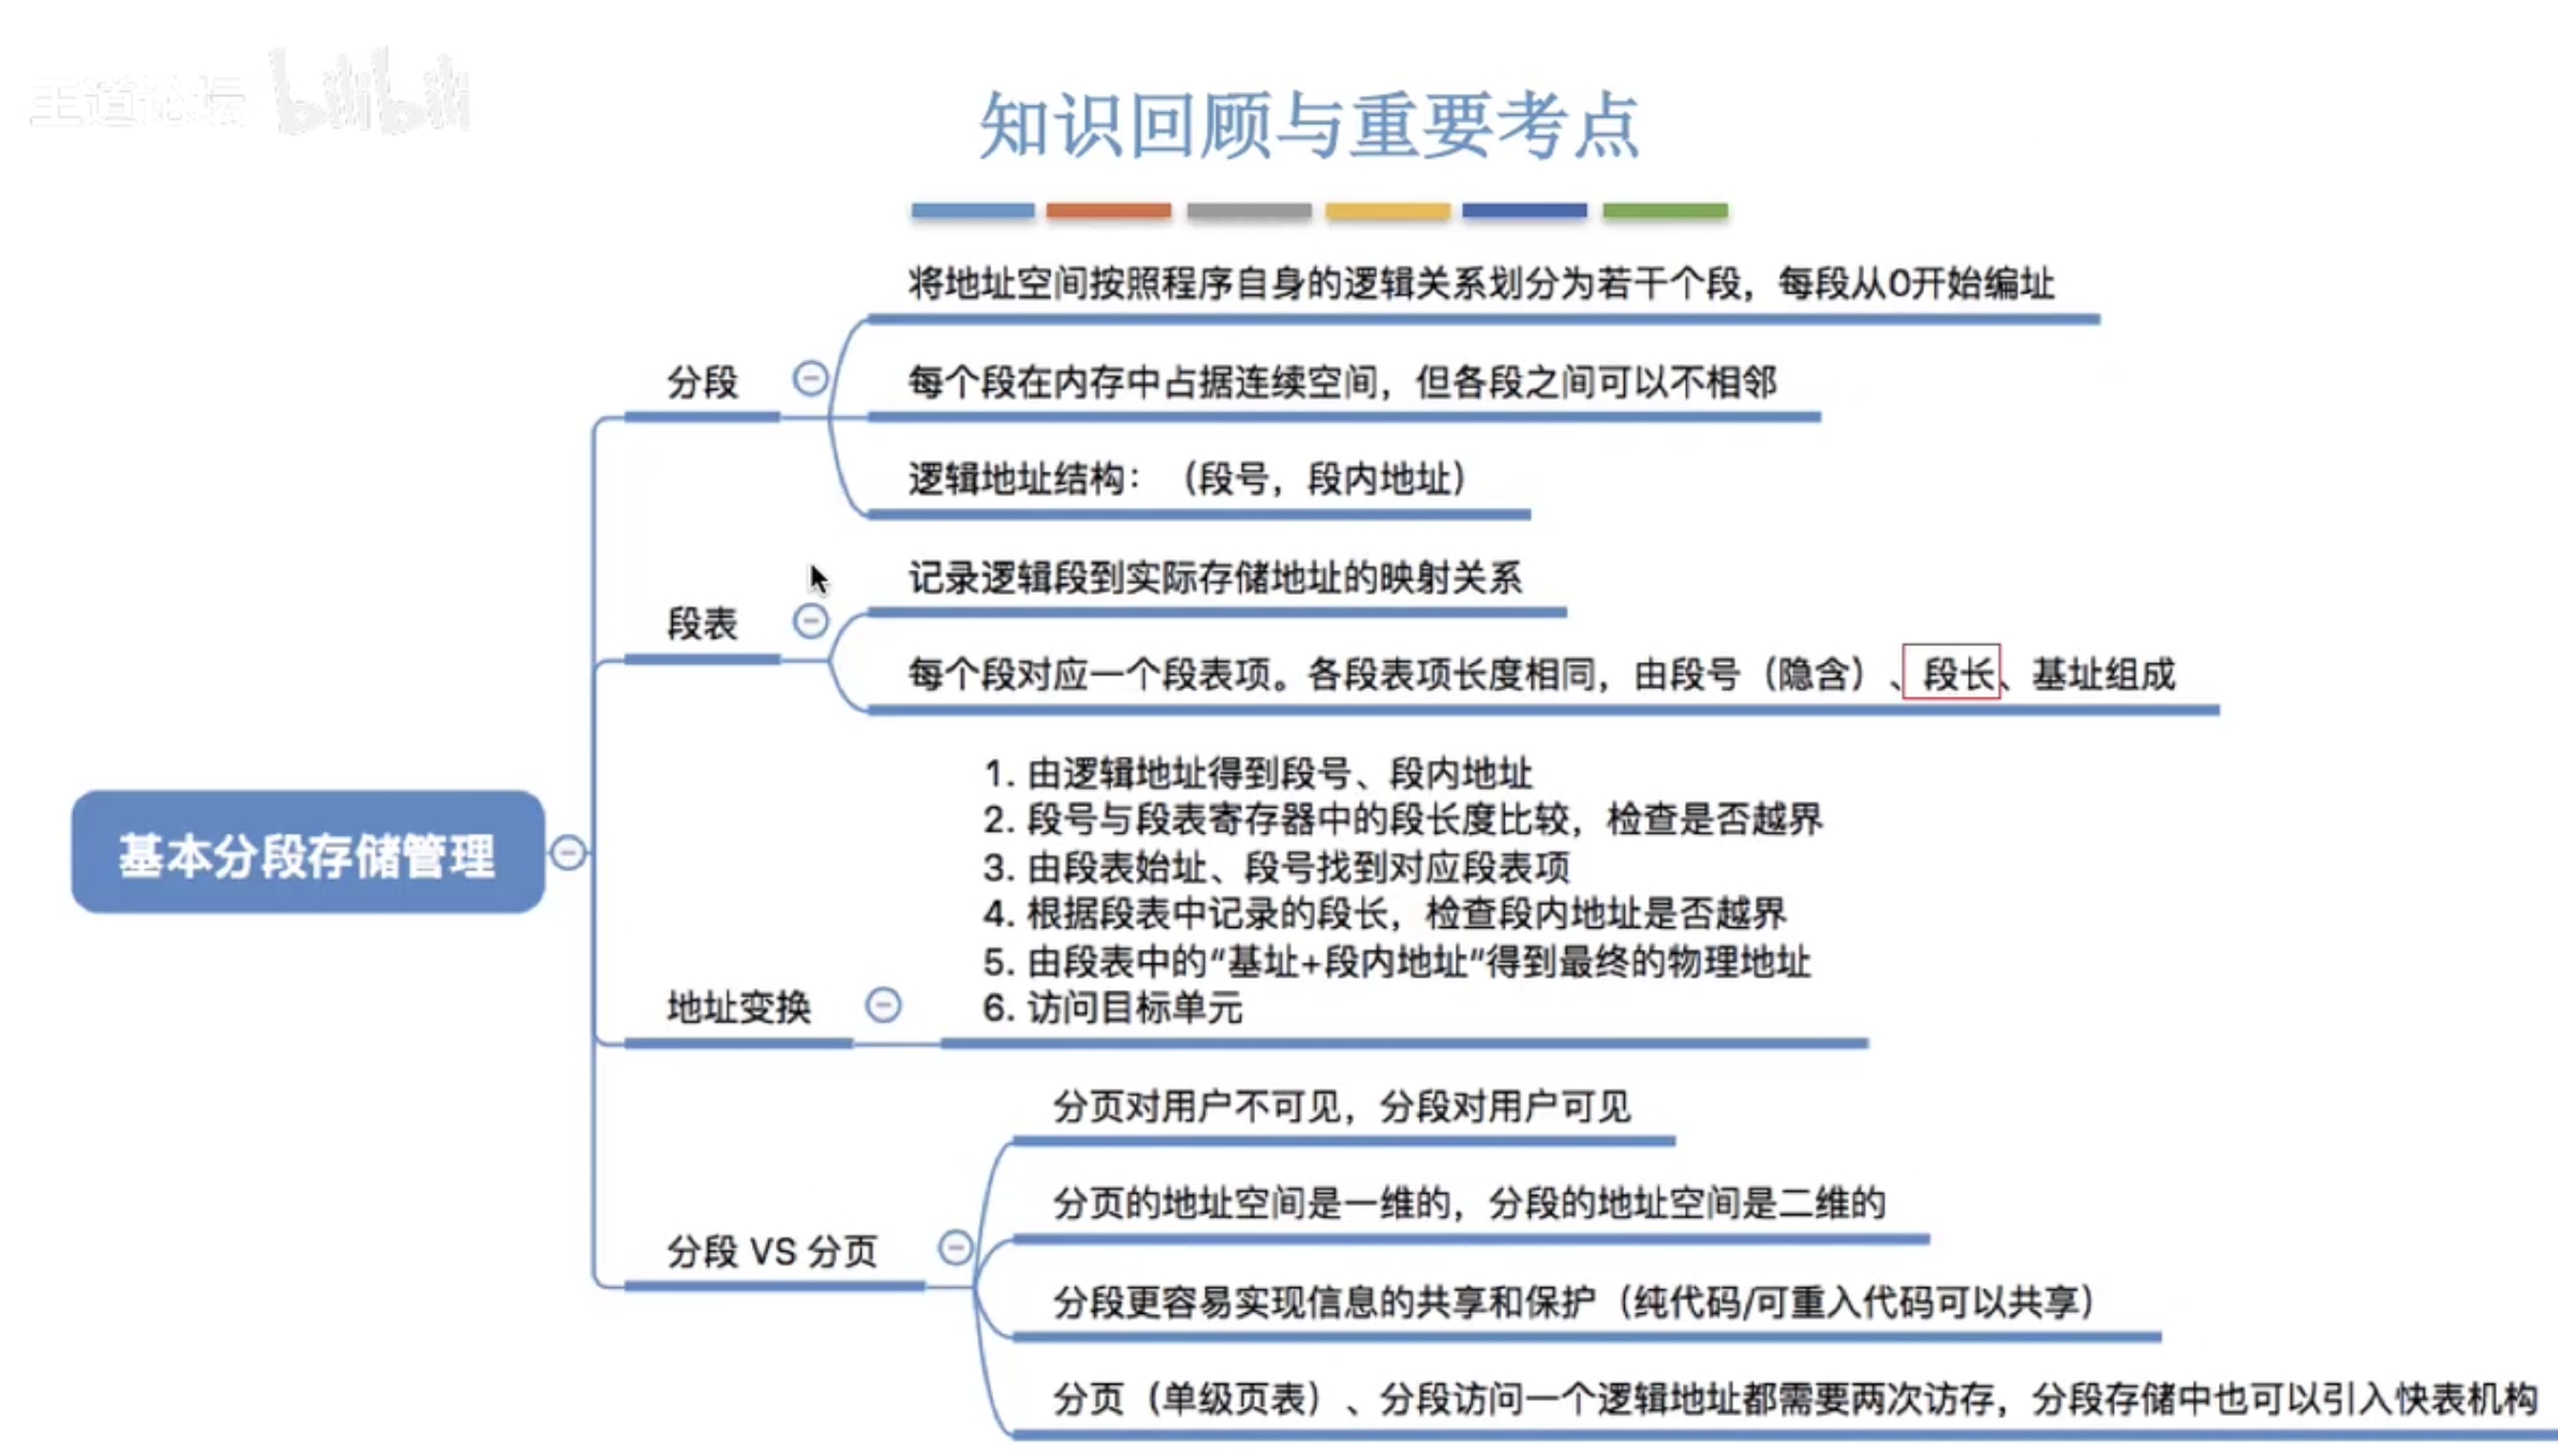 王道论坛 bilibili
知识回顾与重要考点
将地址空间按照程序自身的逻辑关系划分为若干个段，每段从0开始编址
分段
每个段在内存中占据连续空间，但各段之间可以不相邻
逻辑地址结构：（段号，段内地址）
记录逻辑段到实际存储地址的映射关系
段表
每个段对应一个段表项。各段表项长度相同，由段号（隐含）、段长、基址组成
基本分段存储管理
1. 由逻辑地址得到段号、段内地址
2. 段号与段表寄存器中的段长度比较，检查是否越界
3. 由段表始址、段号找到对应段表项
4. 根据段表中记录的段长，检查段内地址是否越界
5. 由段表中的“基址+段内地址”得到最终的物理地址
6. 访问目标单元
地址变换
分页对用户不可见，分段对用户可见
分页的地址空间是一维的，分段的地址空间是二维的
分段 VS 分页
分段更容易实现信息的共享和保护（纯代码/可重入代码可以共享）
分页（单级页表）、分段访问一个逻辑地址都需要两次访存，分段存储中也可以引入快表机构